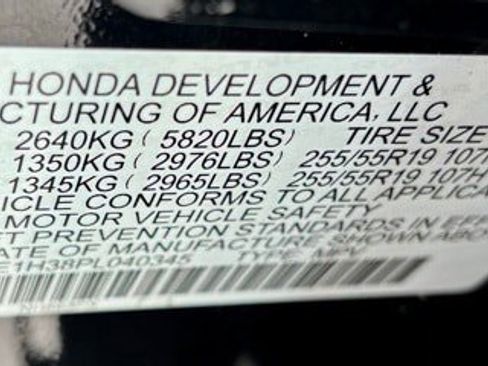 HONDA DEVELOPMENT &
CTURING OF AMERICA, LLC
2640KG ( 5820LBS) TIRE SIZE
1350KG ( 2976LBS) 255/55R19 107H
1345KG ( 2965LBS) 255/55R19 107H
ICLE CONFORMS TO ALL APPLICA
MOTOR VEHICLE SAFETY
T PREVENTION STANDARDS IN EFFE
ATE OF MANUFACTURE SHOWN ABO
E1H38PL040345 TYPE: MPV